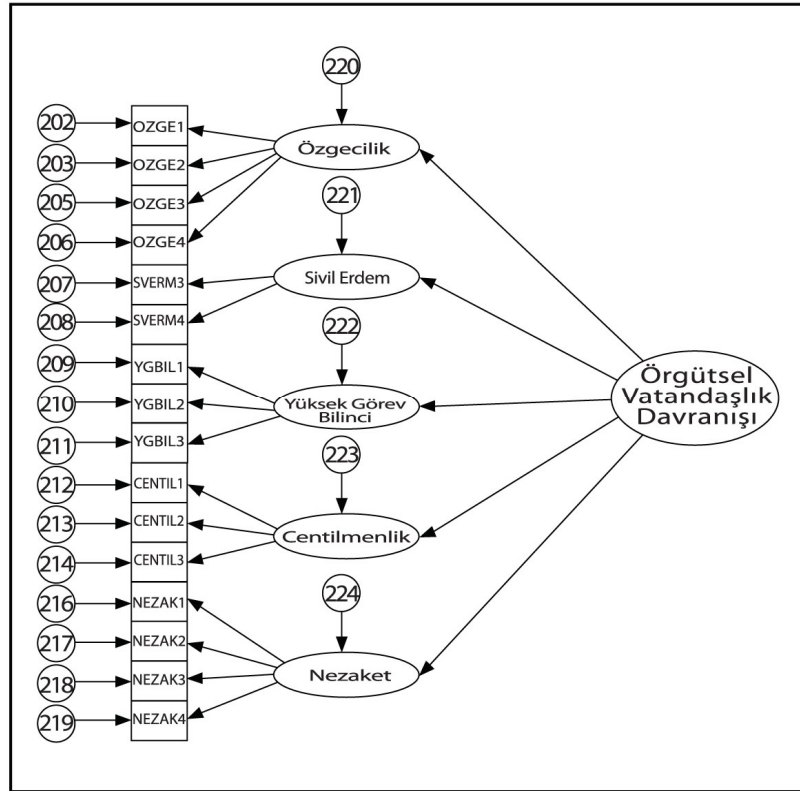 220
202
OZGE1
203
OZGE2
Özgecilik
205
OZGE3
221
206
OZGE4
207
SVERM3
Sivil Erdem
208
SVERM4
222
209
YGBIL1
210
YGBIL2
Yüksek Görev
Bilinci
211
YGBIL3
Örgütsel
Vatandaşlık
Davranışı
223
212
CENTIL1
213
CENTIL2
Centilmenlik
214
CENTIL3
224
216
NEZAK1
217
NEZAK2
Nezaket
218
NEZAK3
219
NEZAK4